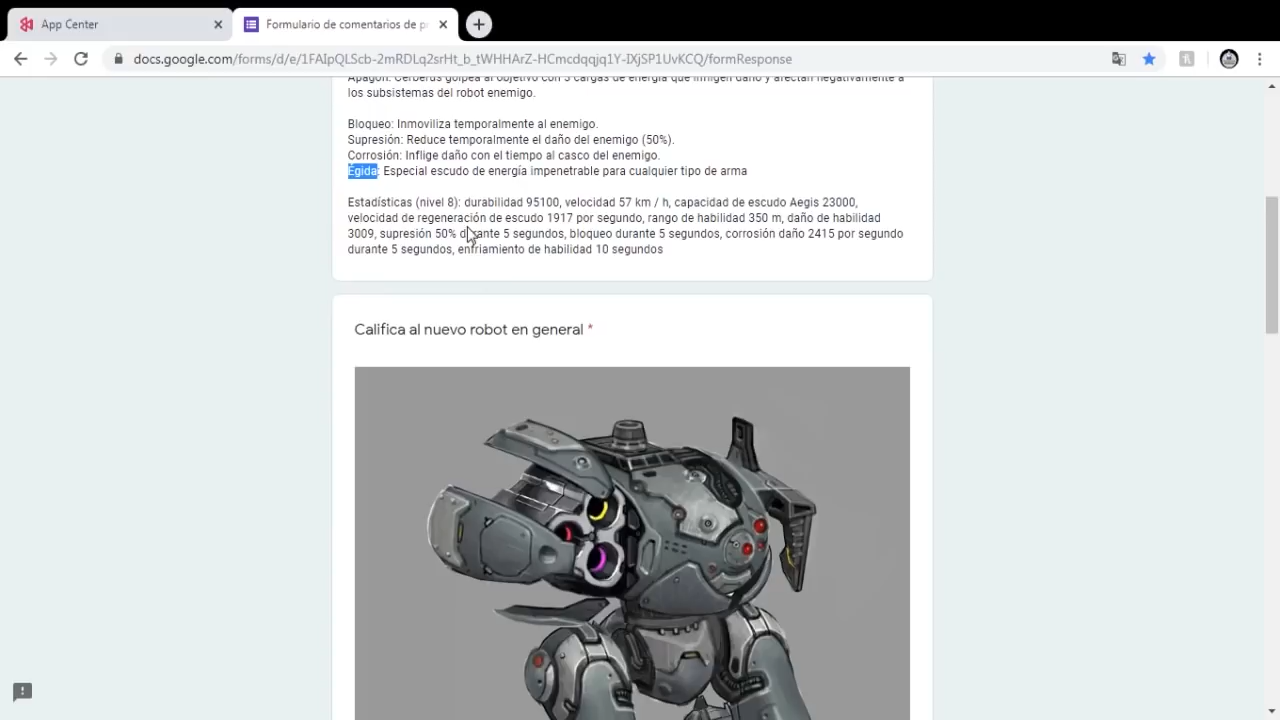 App Center
Formulario de comentarios de pr
docs.google.com/forms/d/e/1FAIpQLScb-2mRDLq2srHt_b_tWHHArZ-HCmcdqqjq1Y-IXjSP1UvKCQ/formResponse
Apagón: Cerberus golpea al objetivo con 3 cargas de energía que infligen daño y afectan negativamente a
los subsistemas del robot enemigo.
Bloqueo: Inmoviliza temporalmente al enemigo.
Supresión: Reduce temporalmente el daño del enemigo (50%).
Corrosión: Inflige daño con el tiempo al casco del enemigo.
Égida: Especial escudo de energía impenetrable para cualquier tipo de arma
Estadísticas (nivel 8): durabilidad 95100, velocidad 57 km / h, capacidad de escudo Aegis 23000,
velocidad de regeneración de escudo 1917 por segundo, rango de habilidad 350 m, daño de habilidad
3009, supresión 50% durante 5 segundos, bloqueo durante 5 segundos, corrosión daño 2415 por segundo
durante 5 segundos, enfriamiento de habilidad 10 segundos
Califica al nuevo robot en general *